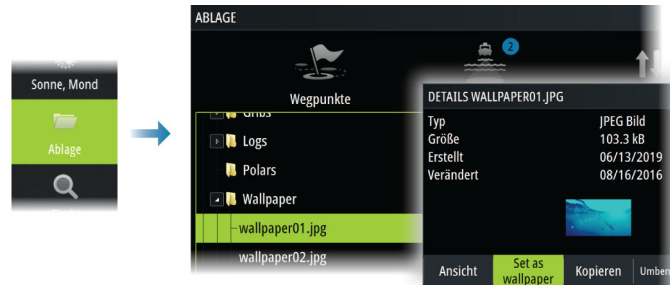 Sonne, Mond
Ablage
ABLAGE
2
Wegpunkte
Logs
Polars
Wallpaper
wallpaper01.jpg
wallpaper02.jpg
DETAILS WALLPAPER01.JPG
Typ JPEG Bild
Größe 103.3 kB
Erstellt 06/13/2019
Verändert 08/16/2016
Ansicht
Set as
wallpaper
Kopieren